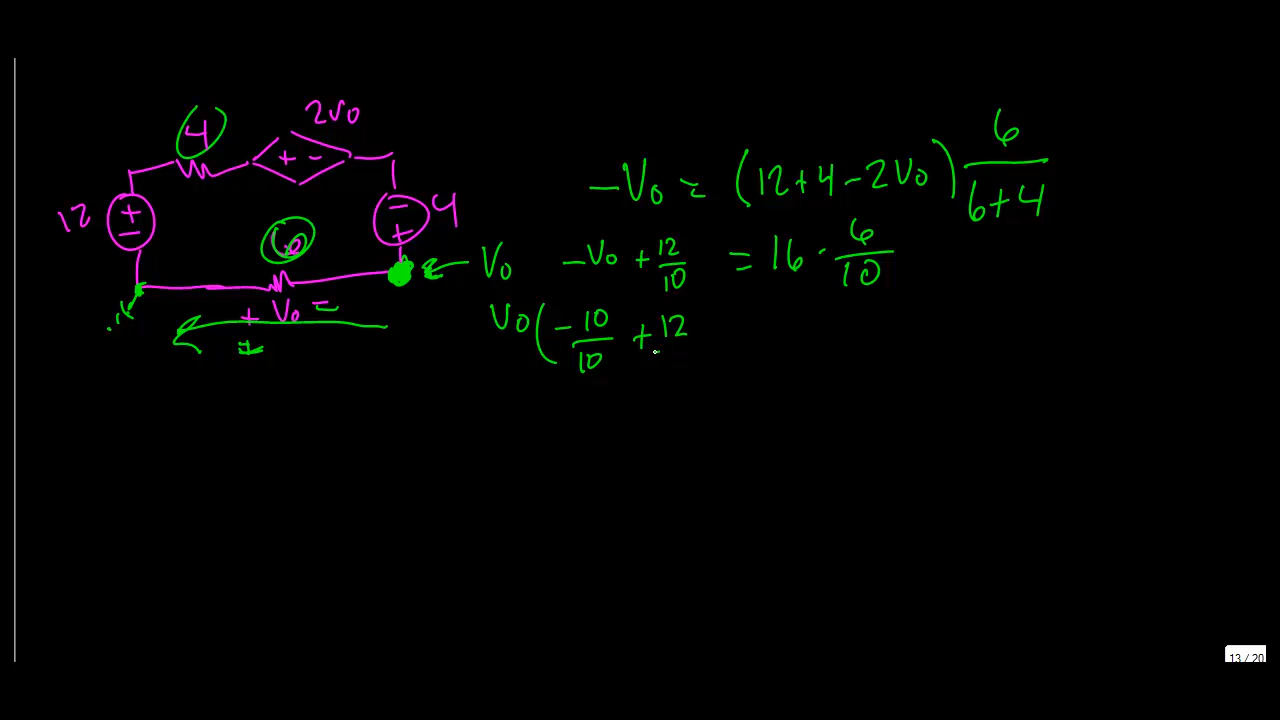 2V0
4
+ -
12
+
-
6
-
+
4
+ V0 -
+
V0
-V0 = (12+4-2V0) 6/(6+4)
-V0 + 12/10 = 16 · 6/10
V0(-10/10 + 12
13 / 20